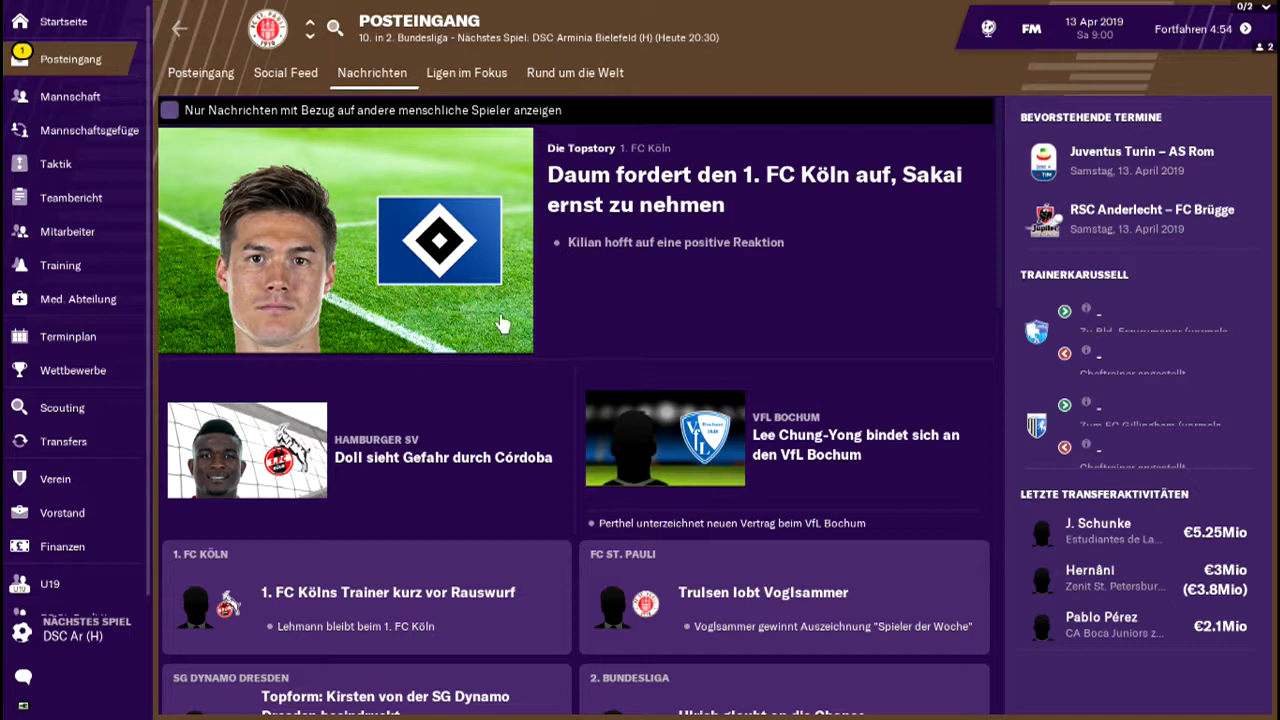 Startseite
1
Posteingang
Mannschaft
Mannschaftsgefüge
Taktik
Teambericht
Mitarbeiter
Training
Med. Abteilung
Terminplan
Wettbewerbe
Scouting
Transfers
Verein
Vorstand
Finanzen
U19
NÄCHSTES SPIEL
DSC Ar (H)
POSTEINGANG
10. in 2. Bundesliga - Nächstes Spiel: DSC Arminia Bielefeld (H) (Heute 20:30)
0/2
FM
13 Apr 2019
Sa 9:00
Fortfahren 4:54
2
Posteingang
Social Feed
Nachrichten
Ligen im Fokus
Rund um die Welt
Nur Nachrichten mit Bezug auf andere menschliche Spieler anzeigen
Die Topstory 1. FC Köln
Daum fordert den 1. FC Köln auf, Sakai
ernst zu nehmen
Kilian hofft auf eine positive Reaktion
HAMBURGER SV
Doll sieht Gefahr durch Córdoba
VFL BOCHUM
Lee Chung-Yong bindet sich an
den VfL Bochum
Perthel unterzeichnet neuen Vertrag beim VfL Bochum
1. FC KÖLN
1. FC Kölns Trainer kurz vor Rauswurf
Lehmann bleibt beim 1. FC Köln
FC ST. PAULI
Trulsen lobt Voglsammer
Voglsammer gewinnt Auszeichnung "Spieler der Woche"
SG DYNAMO DRESDEN
Topform: Kirsten von der SG Dynamo
2. BUNDESLIGA
BEVORSTEHENDE TERMINE
Juventus Turin – AS Rom
Samstag, 13. April 2019
RSC Anderlecht – FC Brügge
Samstag, 13. April 2019
TRAINERKARUSSELL
-
-
Cheftrainer angestellt
-
-
Cheftrainer angestellt
LETZTE TRANSFERAKTIVITÄTEN
J. Schunke
Estudiantes de La...
€5.25Mio
Hernâni
Zenit St. Petersbur...
€3Mio
(€3.8Mio)
Pablo Pérez
CA Boca Juniors z...
€2.1Mio